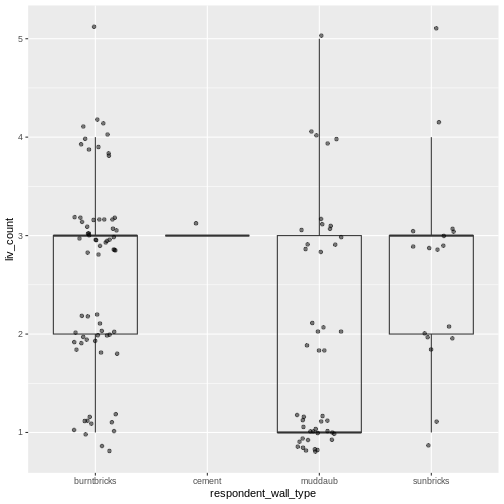 liv_count
5
4
3
2
1
burntbricks cement muddaub sunbricks
respondent_wall_type